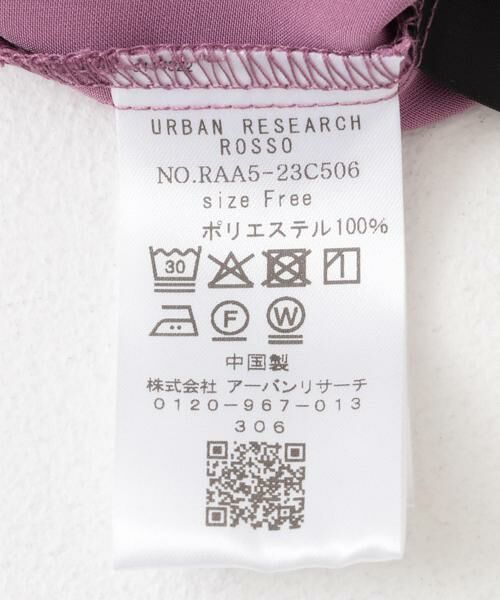 URBAN RESEARCH
ROSSO
NO.RAA5-23C506
size Free
ポリエステル100%
30
F W
中国製
株式会社 アーバンリサーチ
0120-967-013
306